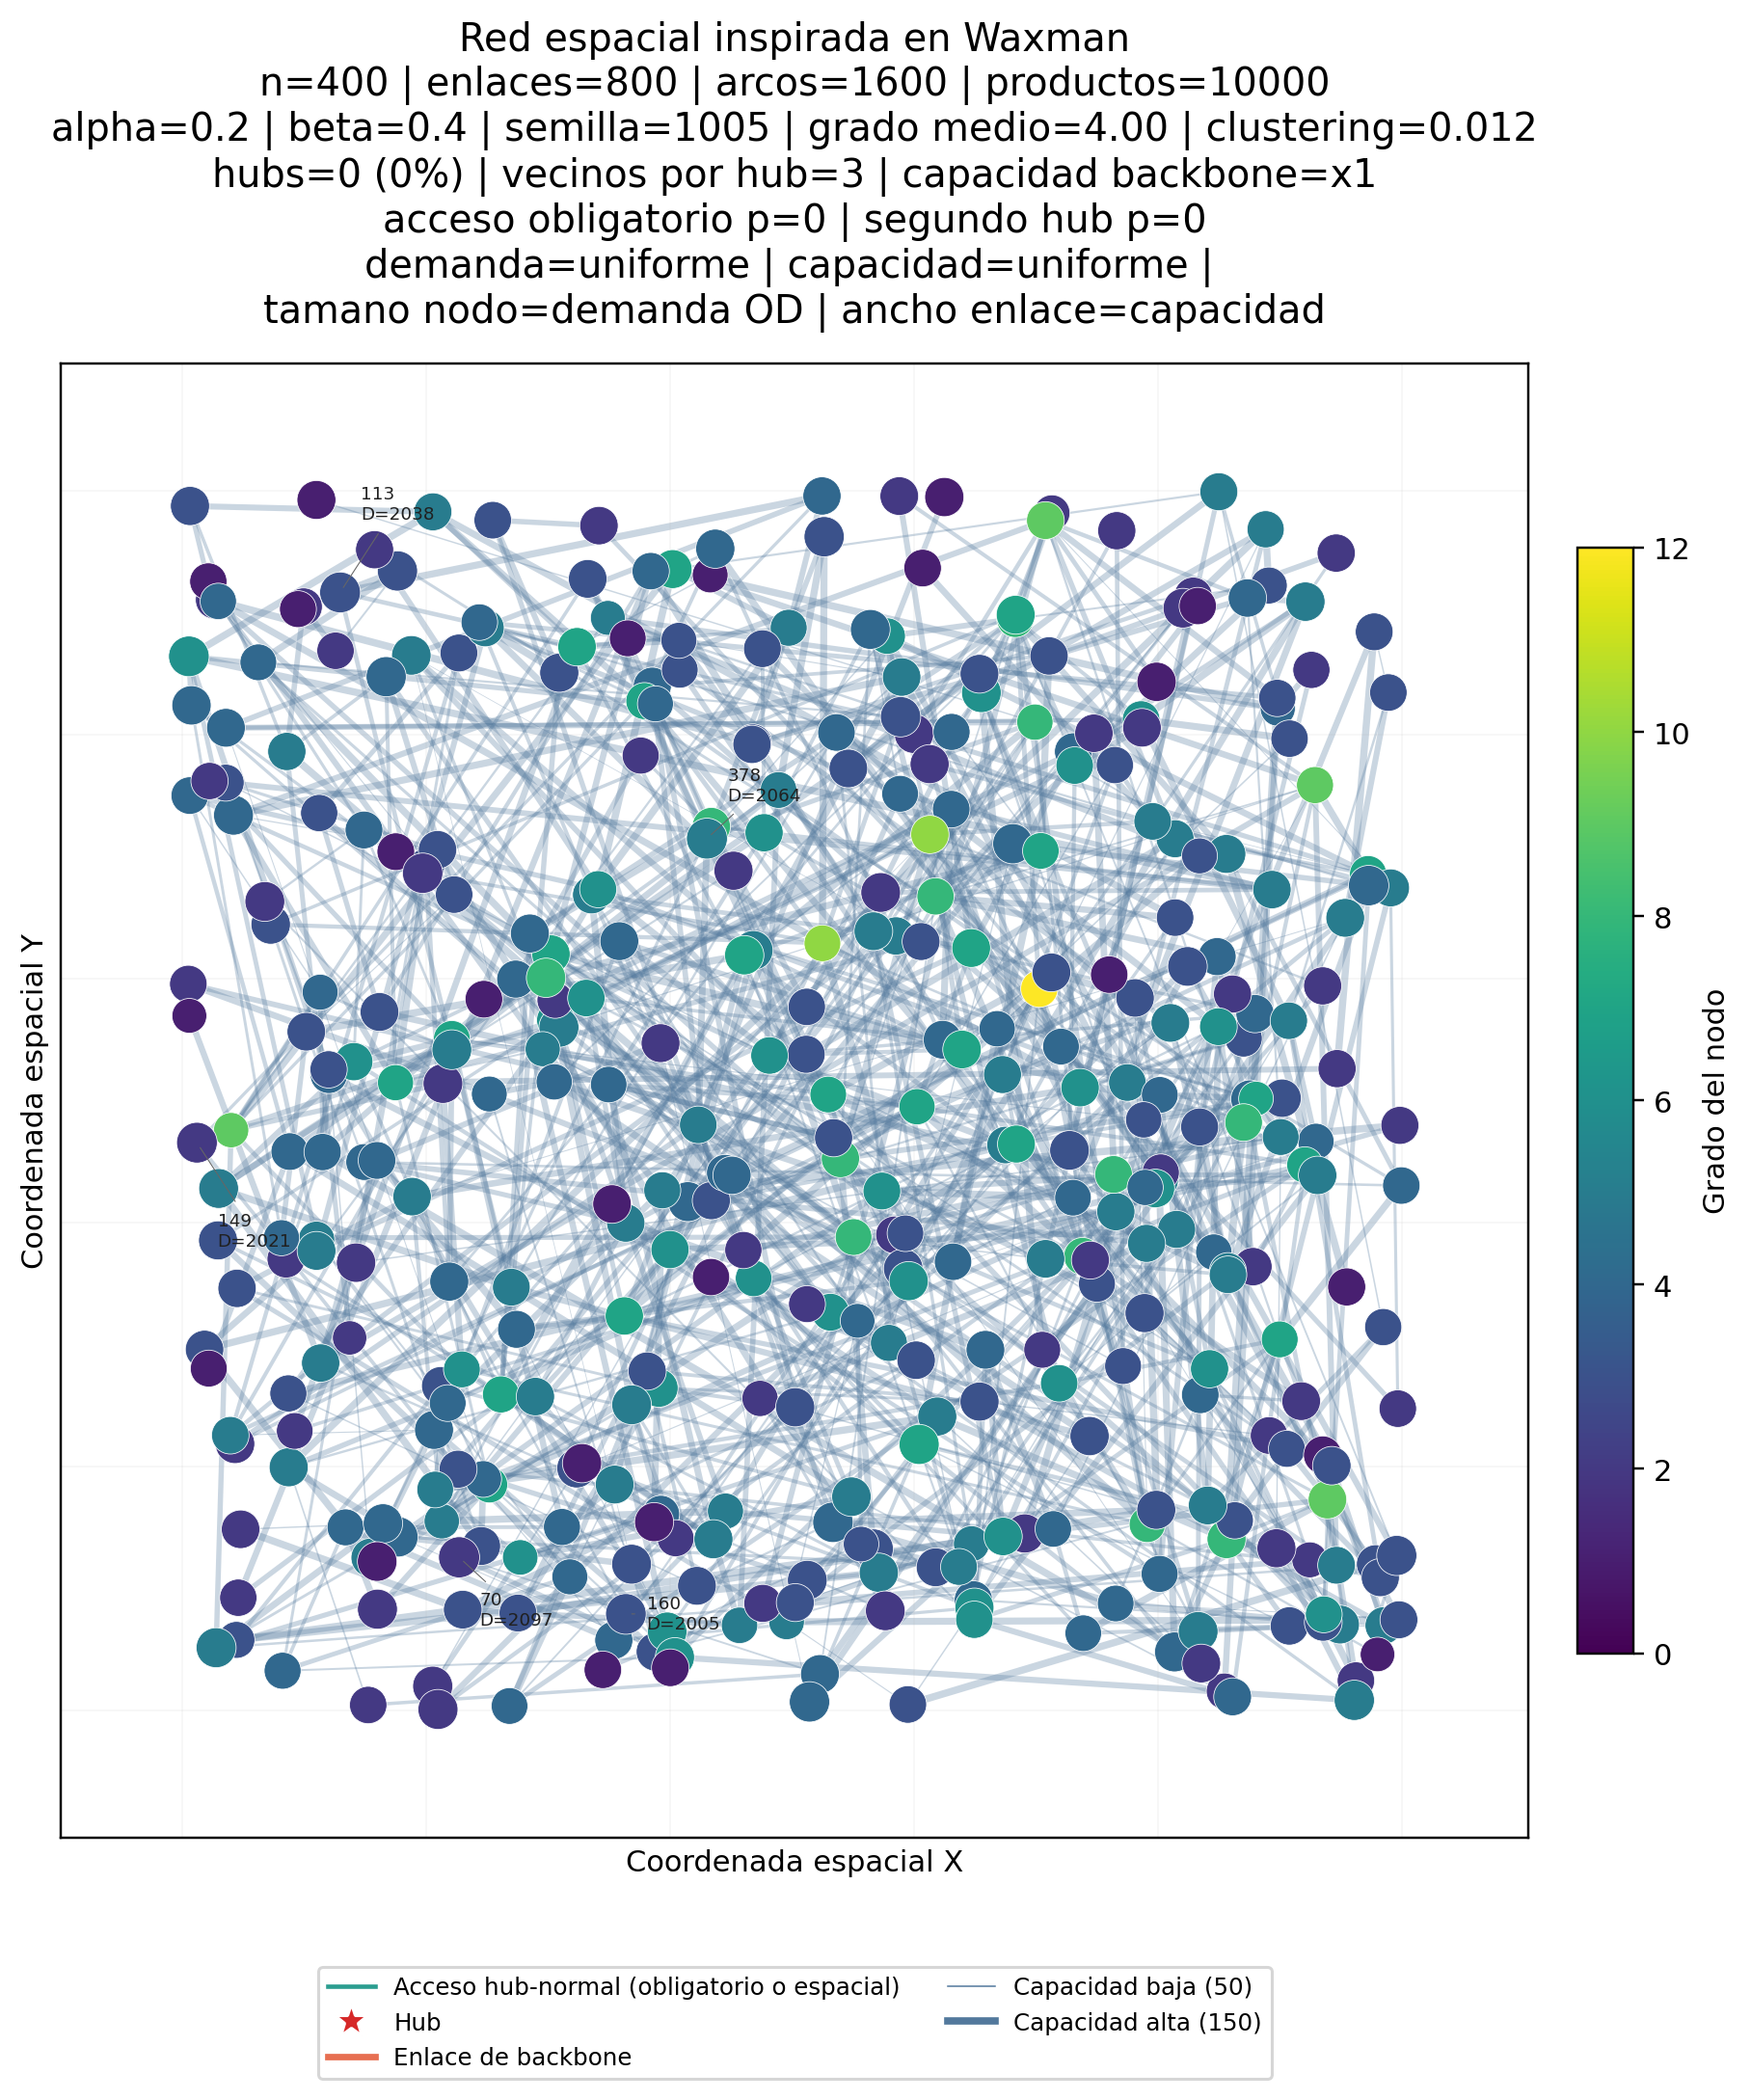 Red espacial inspirada en Waxman
n=400 | enlaces=800 | arcos=1600 | productos=10000
alpha=0.2 | beta=0.4 | semilla=1005 | grado medio=4.00 | clustering=0.012
hubs=0 (0%) | vecinos por hub=3 | capacidad backbone=x1
acceso obligatorio p=0 | segundo hub p=0
demanda=uniforme | capacidad=uniforme |
tamano nodo=demanda OD | ancho enlace=capacidad
113
D=2038
378
D=2064
149
D=2021
70
D=2097
160
D=2005
Coordenada espacial Y
Coordenada espacial X
12
10
8
6
4
2
0
Grado del nodo
Acceso hub-normal (obligatorio o espacial)
Hub
Enlace de backbone
Capacidad baja (50)
Capacidad alta (150)